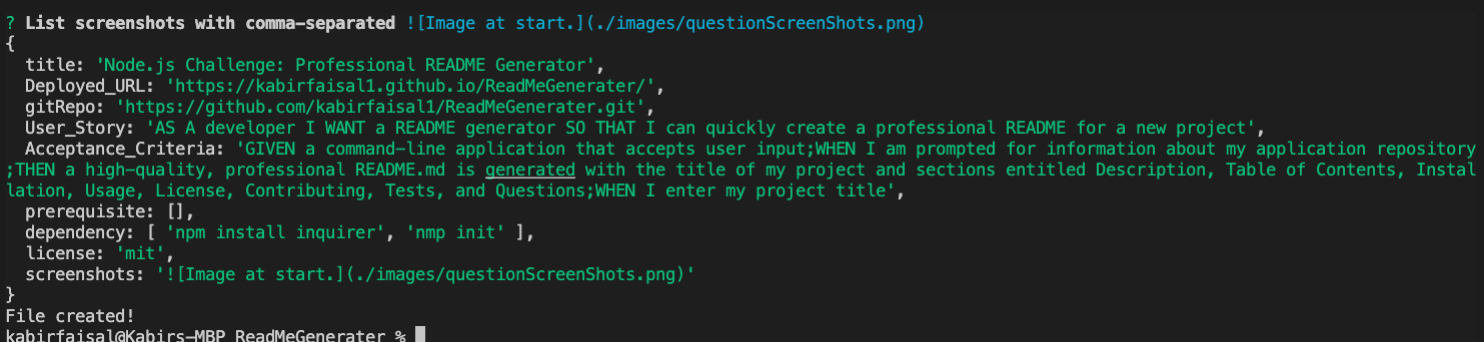 ? List screenshots with comma-separated ![Image at start.](./images/questionScreenShots.png)
{
  title: 'Node.js Challenge: Professional README Generator',
  Deployed_URL: 'https://kabirfaisal1.github.io/ReadMeGenerater/',
  gitRepo: 'https://github.com/kabirfaisal1/ReadMeGenerater.git',
  User_Story: 'AS A developer I WANT a README generator SO THAT I can quickly create a professional README for a new project',
  Acceptance_Criteria: 'GIVEN a command-line application that accepts user input;WHEN I am prompted for information about my application repository
;THEN a high-quality, professional README.md is generated with the title of my project and sections entitled Description, Table of Contents, Instal
lation, Usage, License, Contributing, Tests, and Questions;WHEN I enter my project title',
  prerequisite: [],
  dependency: [ 'npm install inquirer', 'nmp init' ],
  license: 'mit',
  screenshots: '![Image at start.](./images/questionScreenShots.png)'
}
File created!
kabirfaisal@Kabirs-MBP ReadMeGenerater %